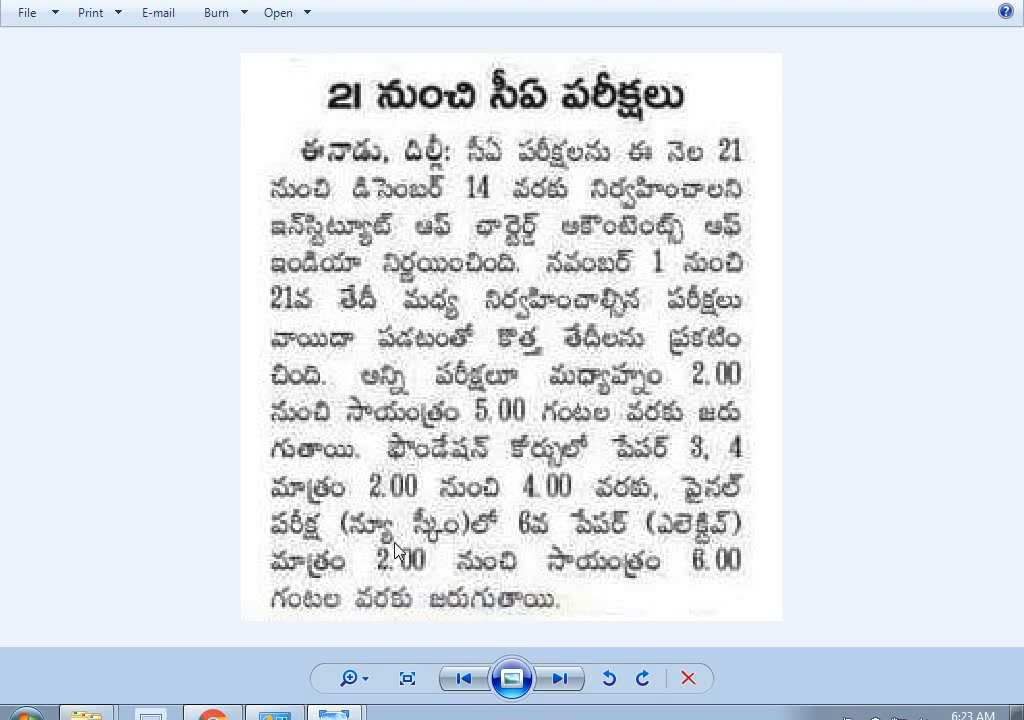 File Print E-mail Burn Open
21 నుంచి సీఏ పరీక్షలు
ఈనాడు, దిల్లీ: సీఏ పరీక్షలను ఈ నెల 21
నుంచి డిసెంబర్ 14 వరకు నిర్వహించాలని
ఇన్‌స్టిట్యూట్ ఆఫ్ ఛార్టెర్డ్ అకౌంటెంట్స్ ఆఫ్
ఇండియా నిర్ణయించింది. నవంబర్ 1 నుంచి
21వ తేదీ మధ్య నిర్వహించాల్సిన పరీక్షలు
వాయిదా పడటంతో కొత్త తేదీలను ప్రకటిం
చింది. అన్ని పరీక్షలూ మధ్యాహ్నం 2.00
నుంచి సాయంత్రం 5.00 గంటల వరకు జరు
గుతాయి. ఫౌండేషన్ కోర్సులో పేపర్ 3, 4
మాత్రం 2.00 నుంచి 4.00 వరకు, ఫైనల్
పరీక్ష (న్యూ స్కీం)లో 6వ పేపర్ (ఎలెక్టివ్)
మాత్రం 2.00 నుంచి సాయంత్రం 6.00
గంటల వరకు జరుగుతాయి.
6:23 AM